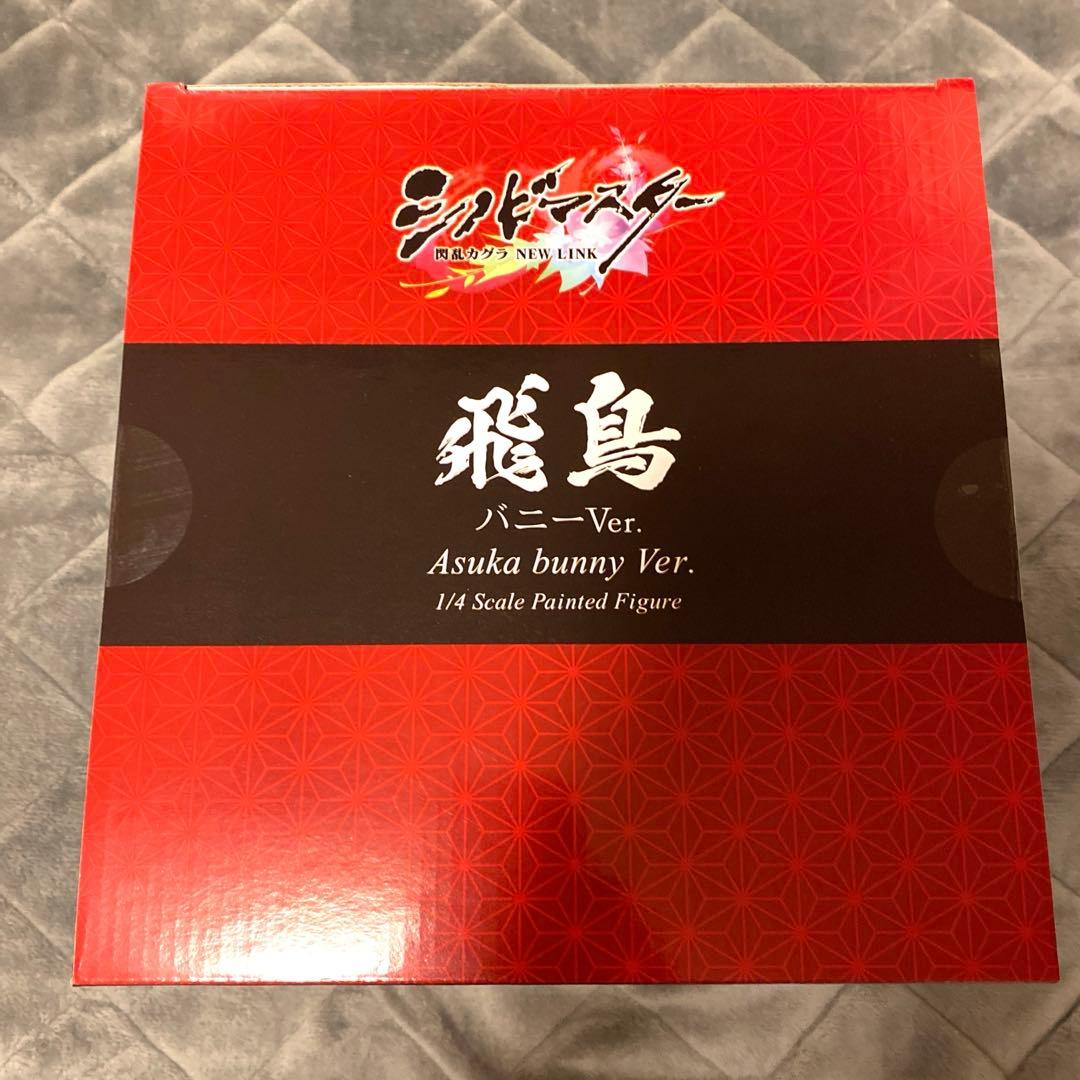 シノビマスター
閃乱カグラ NEW LINK
飛鳥
バニーVer.
Asuka bunny Ver.
1/4 Scale Painted Figure